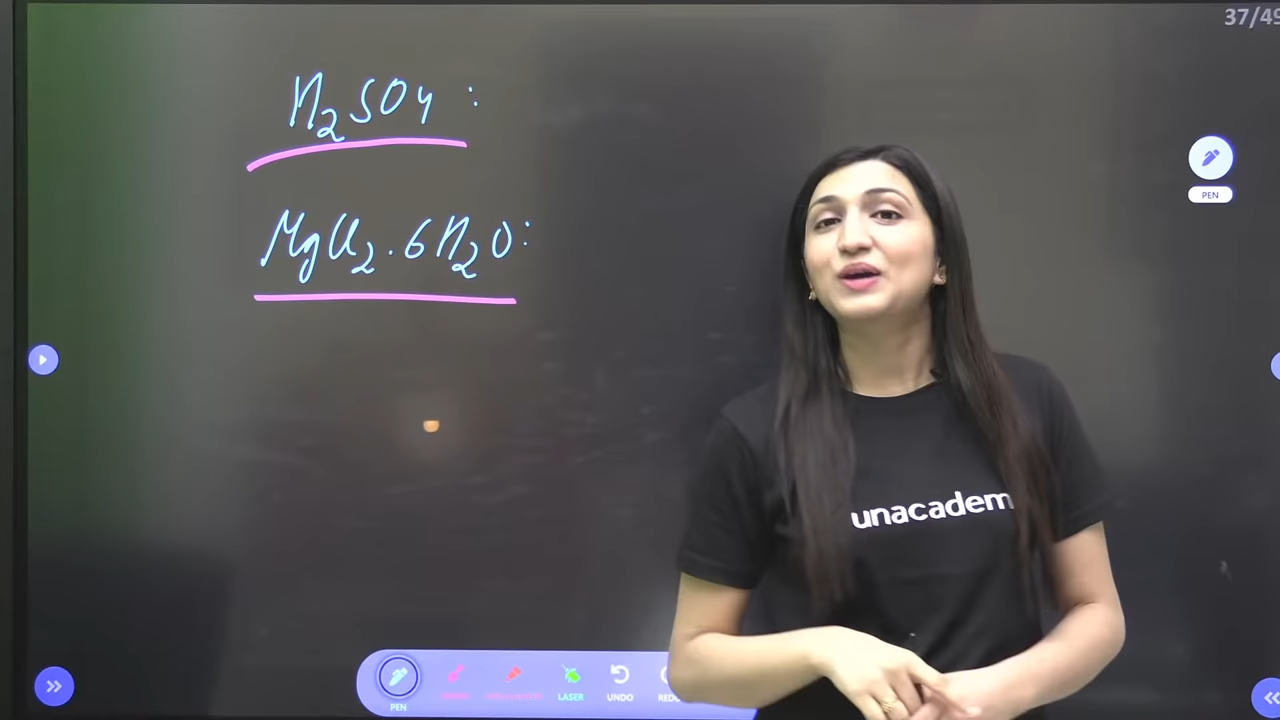 37/49
H₂SO₄ :
PEN
MgCl₂.6H₂O:
unacadem
PEN
LASER
UNDO